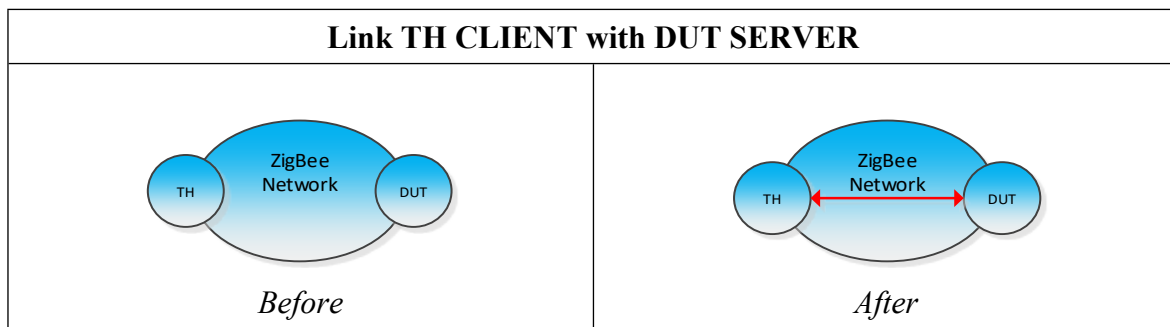 Link TH CLIENT with DUT SERVER
ZigBee
Network
TH
DUT
Before
ZigBee
Network
TH
DUT
After